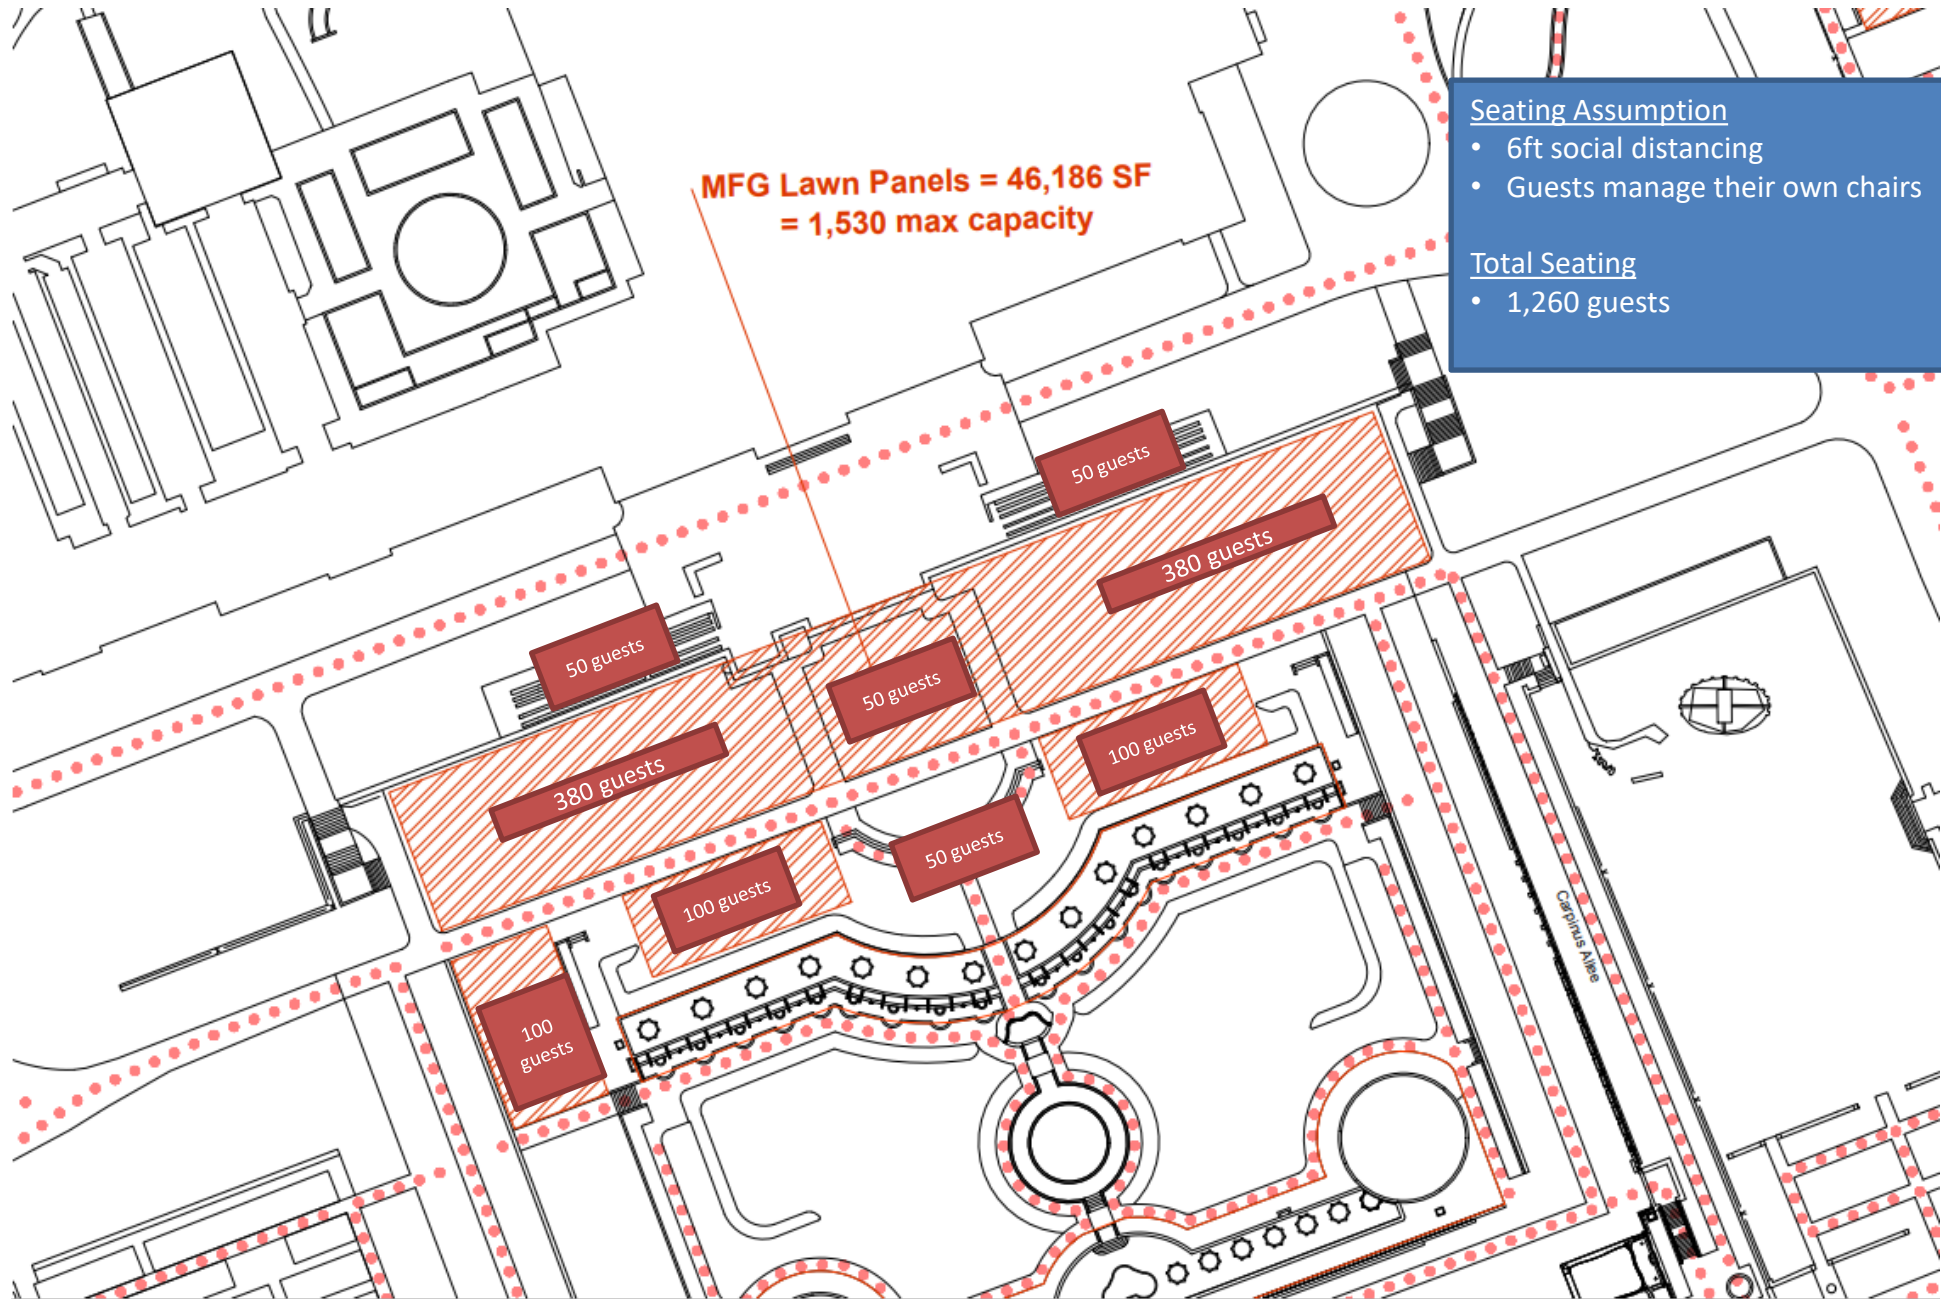 Seating Assumption
• 6ft social distancing
• Guests manage their own chairs
Total Seating
• 1,260 guests
MFG Lawn Panels = 46,186 SF
= 1,530 max capacity
50 guests
380 guests
50 guests
50 guests
100 guests
380 guests
50 guests
100 guests
100
guests
Carpinus Allee